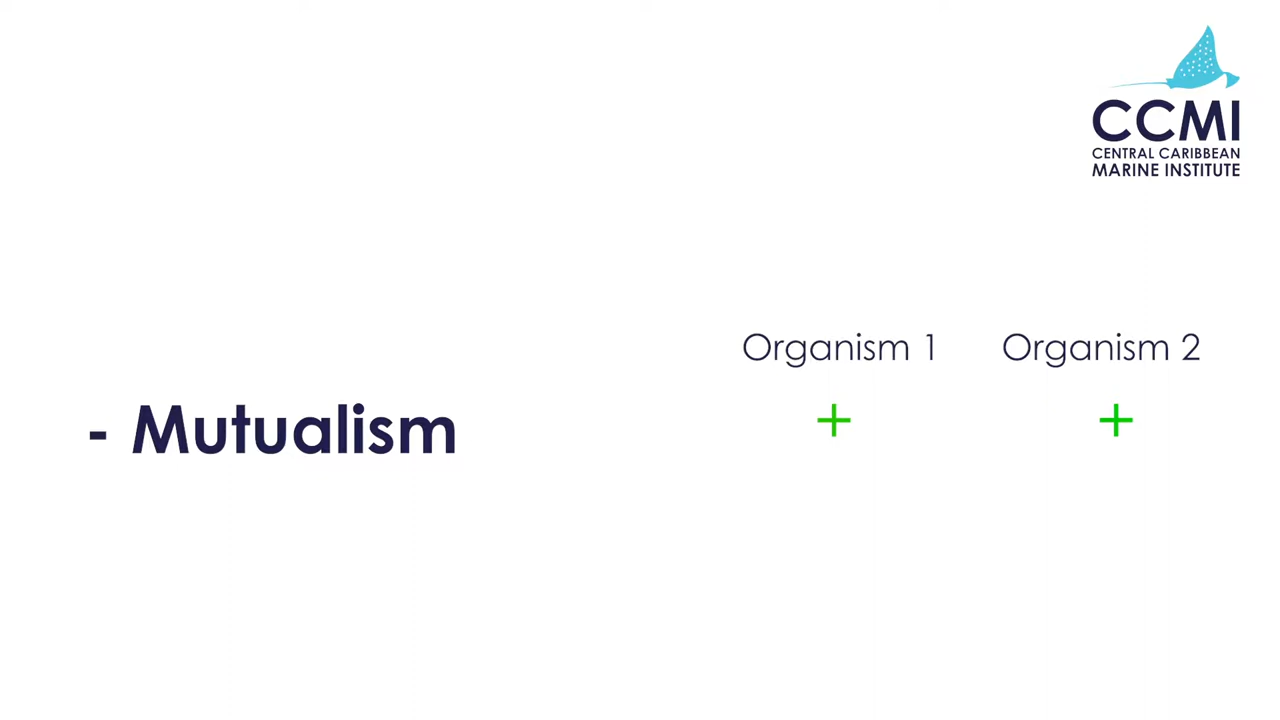 CCMI
CENTRAL CARIBBEAN
MARINE INSTITUTE
Organism 1 Organism 2
- Mutualism + +